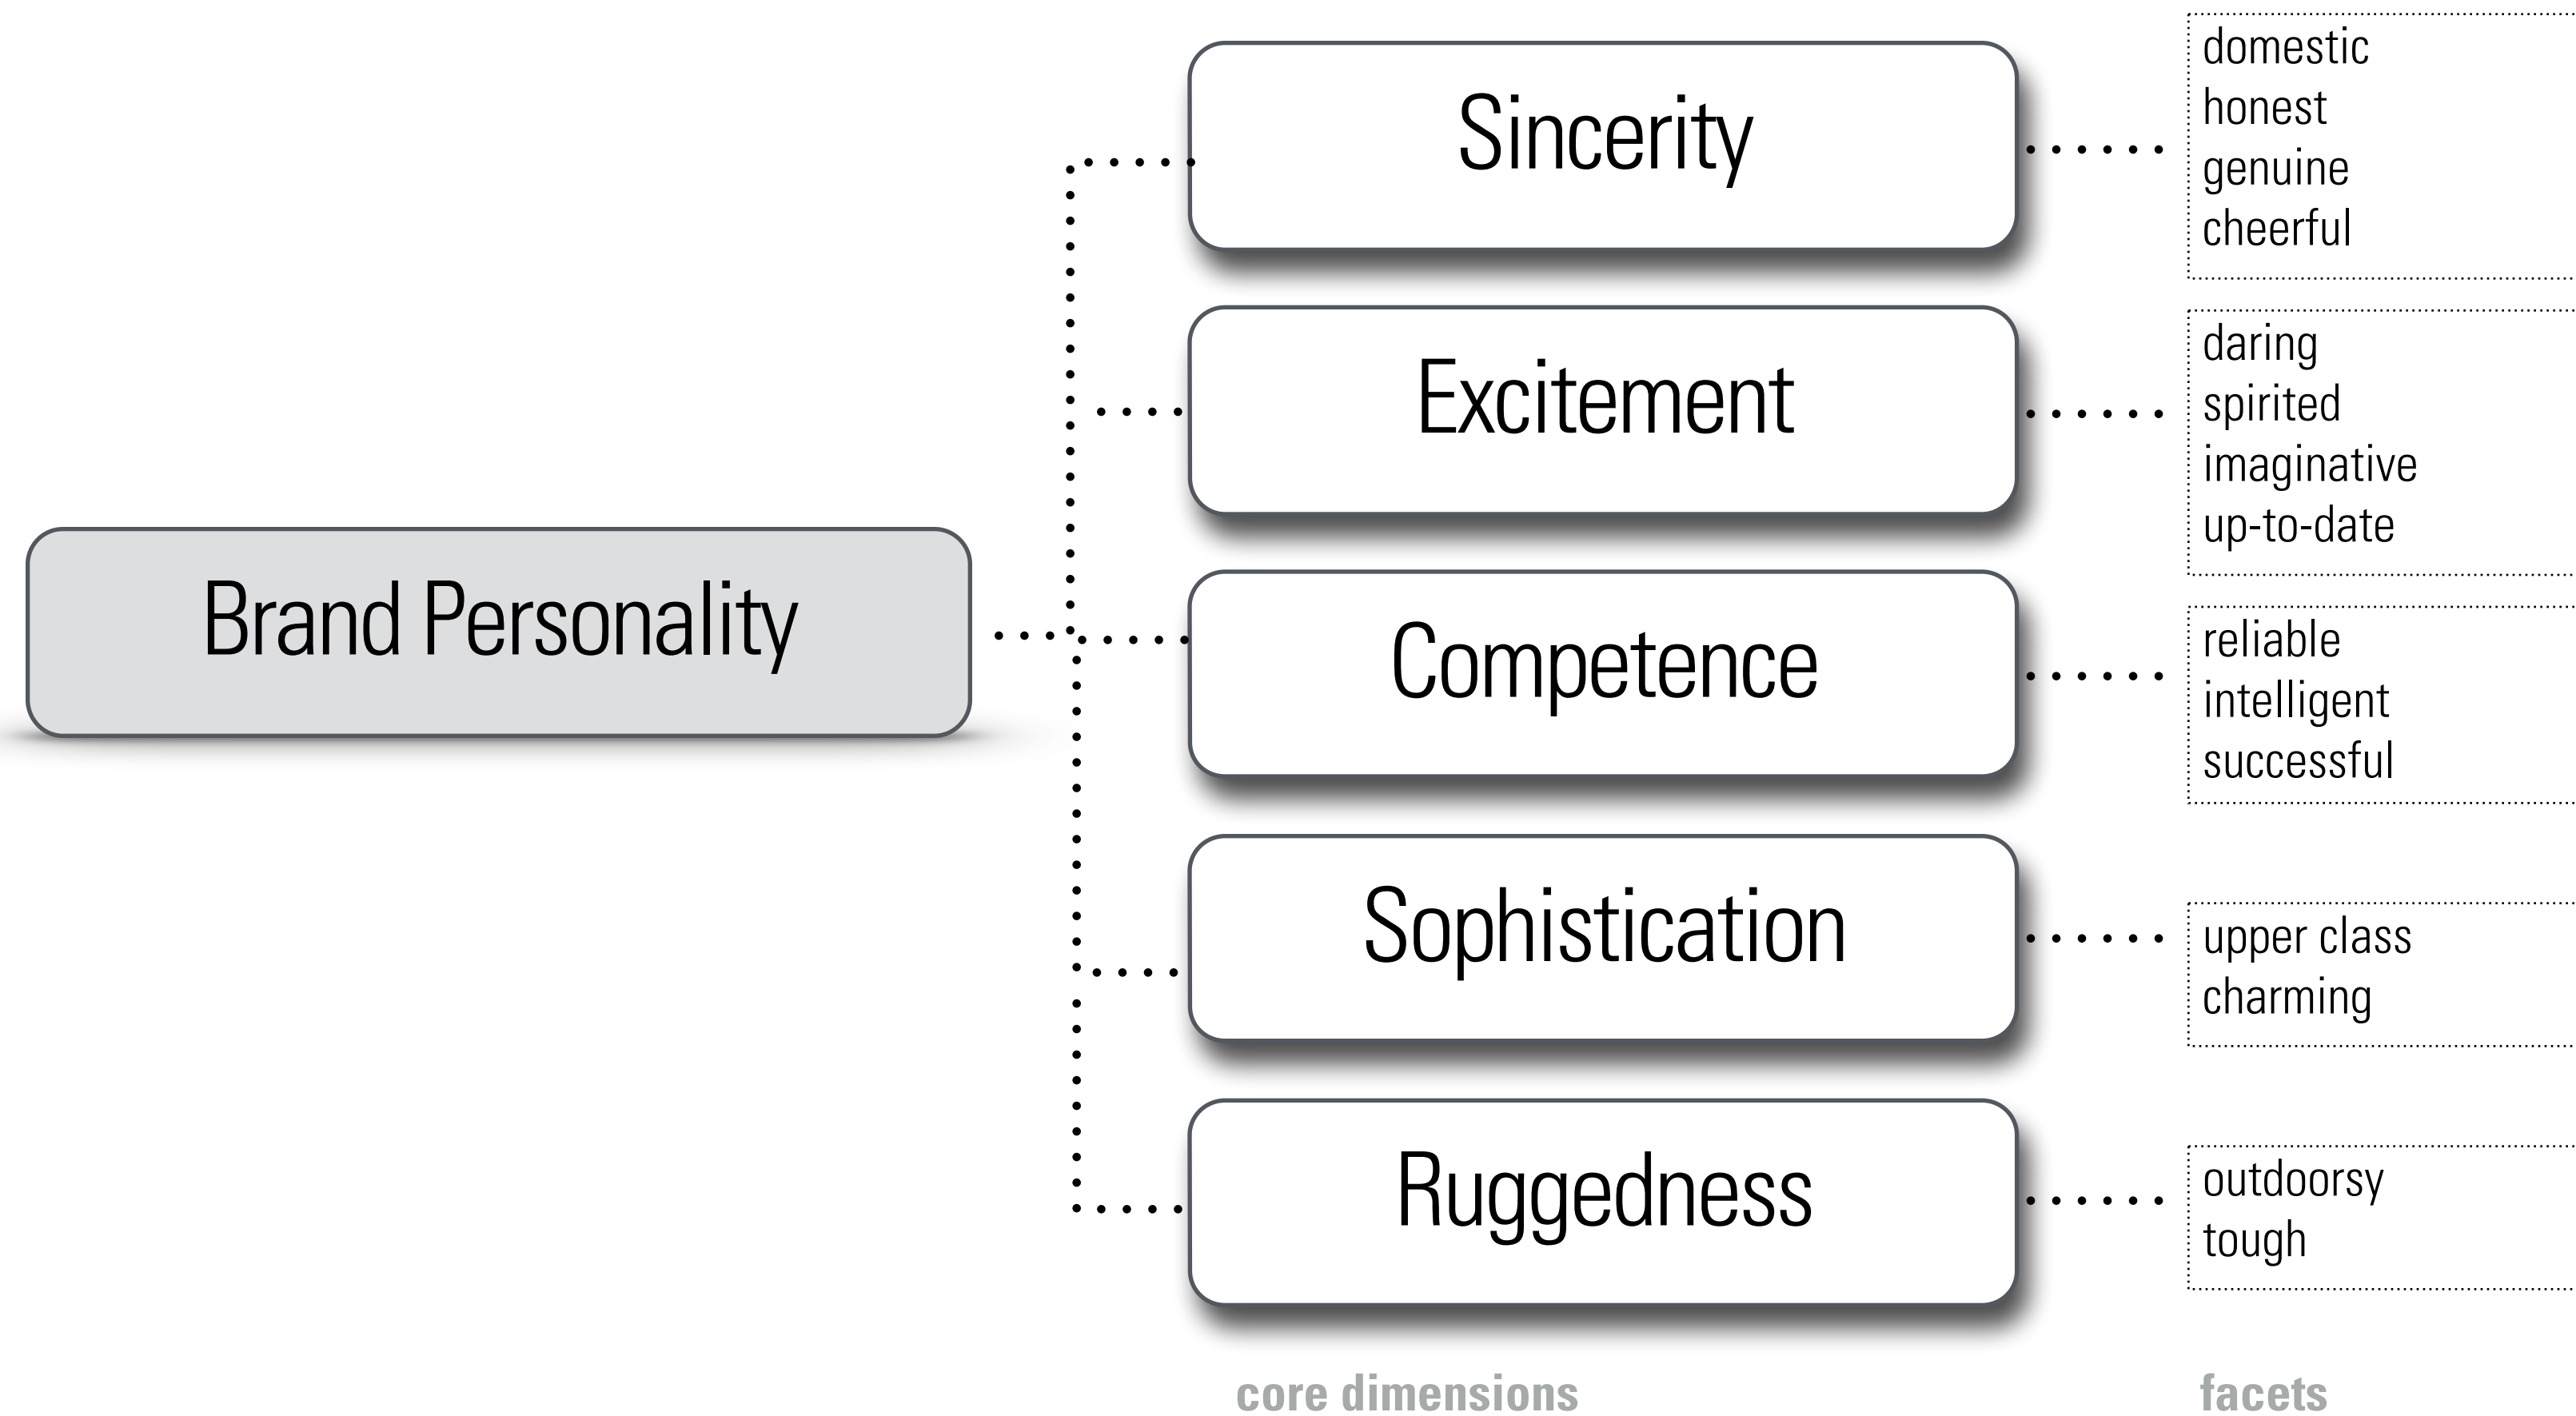 Brand Personality
Sincerity
domestic
honest
genuine
cheerful
Excitement
daring
spirited
imaginative
up-to-date
Competence
reliable
intelligent
successful
Sophistication
upper class
charming
Ruggedness
outdoorsy
tough
core dimensions
facets